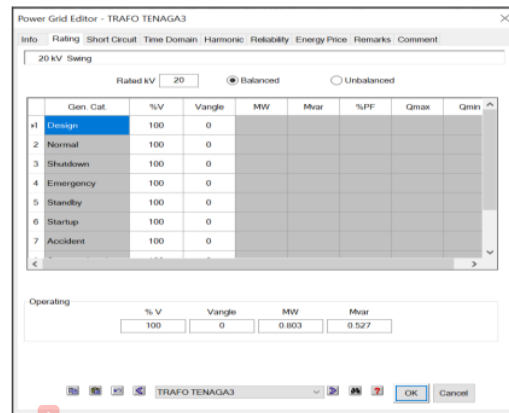 Power Grid Editor - TRAFO TENAGA3
Info Rating Short Circuit Time Domain Harmonic Reliability Energy Price Remarks Comment
20 kV Swing
Rated kV 20 Balanced Unbalanced
Gen. Cat. %V Vangle MW Mvar %PF Qmax Qmin
1 Design 100 0
2 Normal 100 0
3 Shutdown 100 0
4 Emergency 100 0
5 Standby 100 0
6 Startup 100 0
7 Accident 100 0
Operating
% V Vangle MW Mvar
100 0 0.803 0.527
TRAFO TENAGA3 OK Cancel